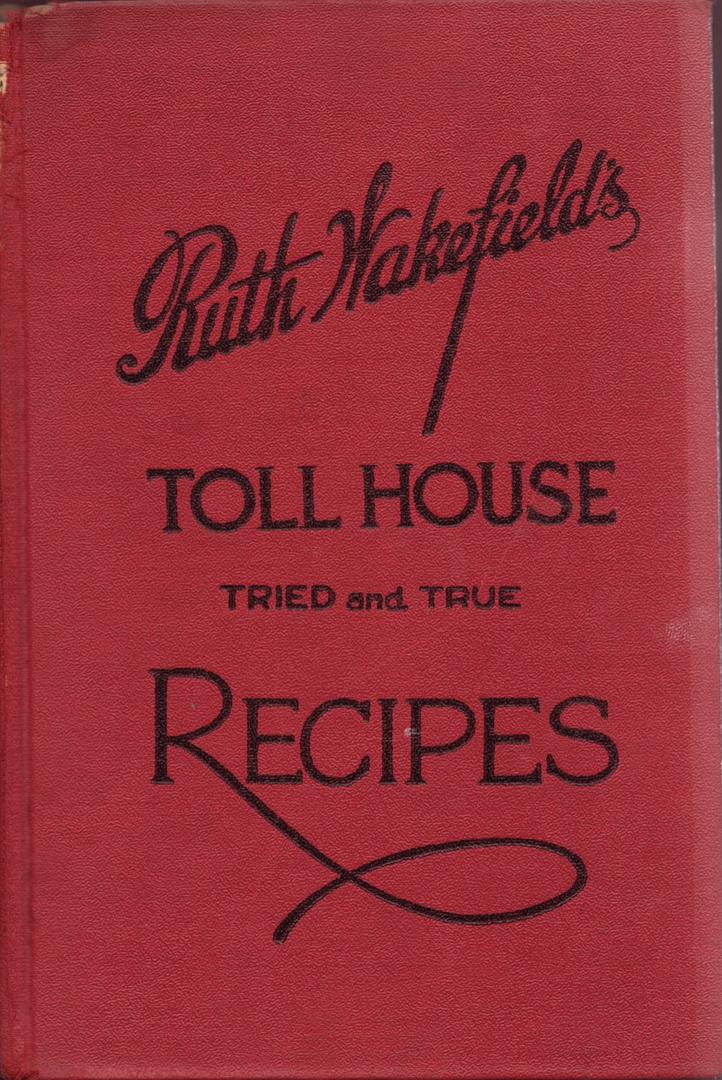 Ruth Wakefield's
TOLL HOUSE
TRIED and TRUE
RECIPES